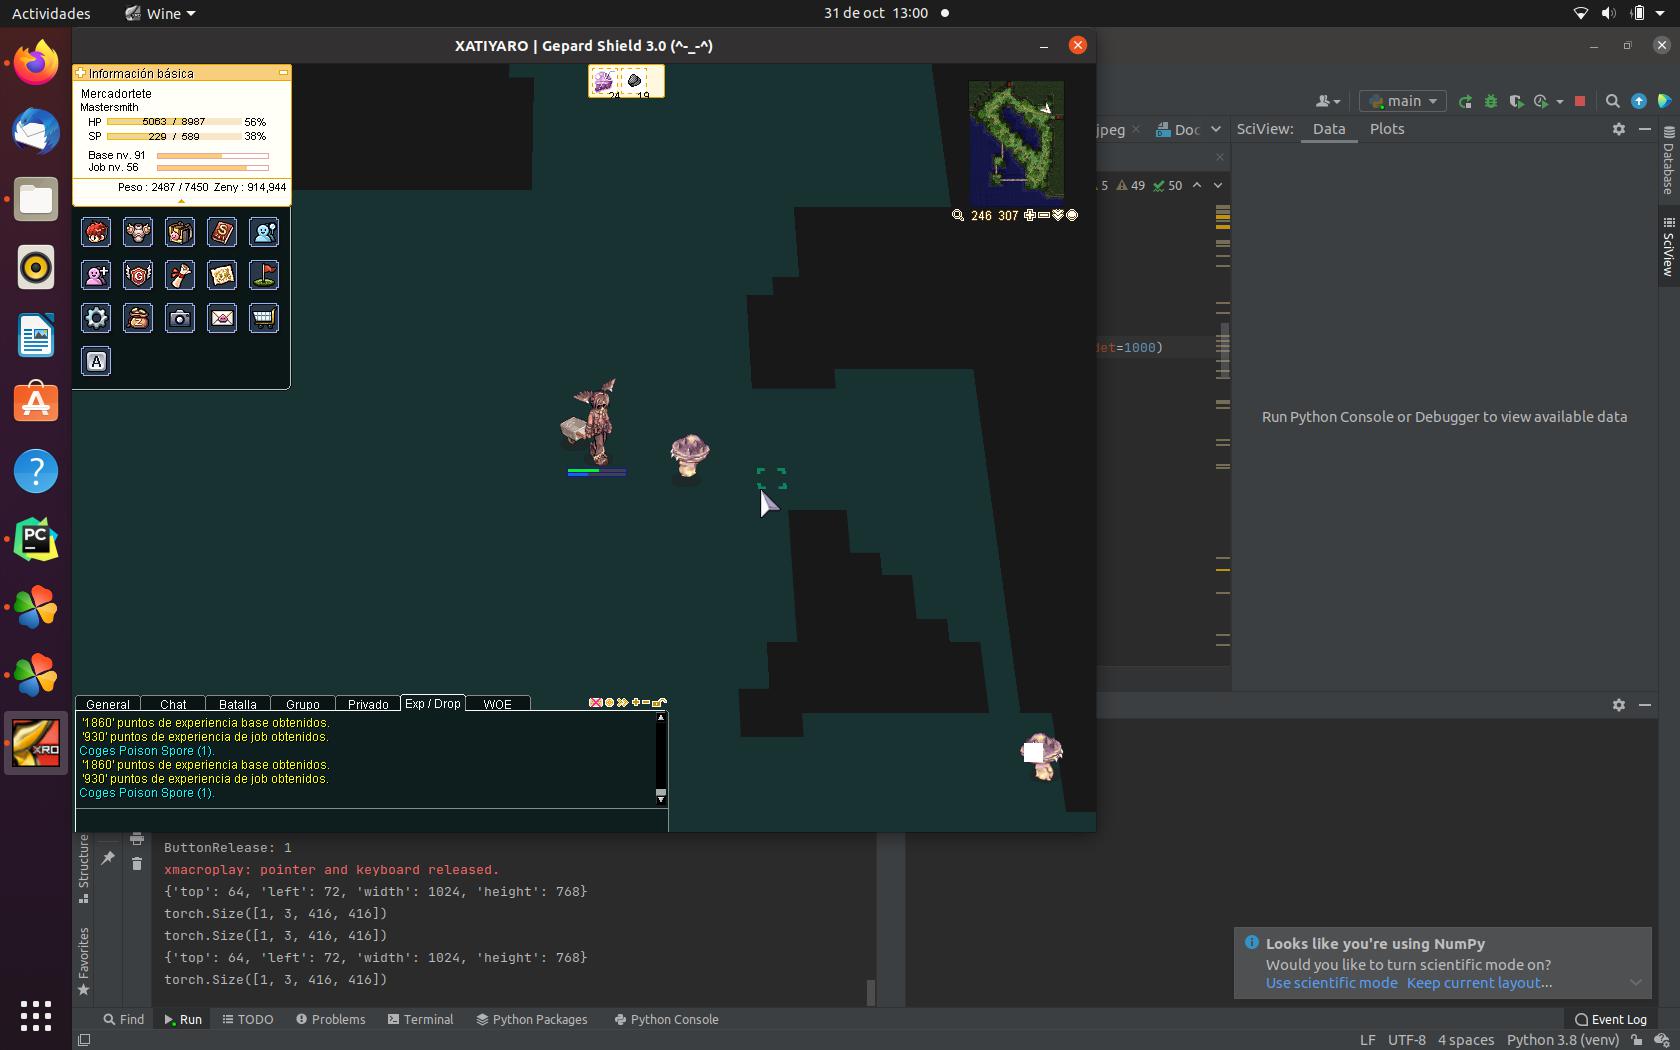 Actividades
Wine
31 de oct 13:00
XATIYARO | Gepard Shield 3.0 (^-_-^)
Información básica
Mercadortete
Mastersmith
HP 5063 / 8987 56%
SP 229 / 589 38%
Base nv. 91
Job nv. 56
Peso : 2487 / 7450 Zeny : 914,944
24 19
246 307
main
jpeg
Doc
SciView: Data Plots
5 49 50
det=1000)
Database
SciView
Run Python Console or Debugger to view available data
General Chat Batalla Grupo Privado Exp / Drop WOE
'1860' puntos de experiencia base obtenidos.
'930' puntos de experiencia de job obtenidos.
Coges Poison Spore (1).
'1860' puntos de experiencia base obtenidos.
'930' puntos de experiencia de job obtenidos.
Coges Poison Spore (1).
XRO
Structure
Favorites
ButtonRelease: 1
xmacroplay: pointer and keyboard released.
{'top': 64, 'left': 72, 'width': 1024, 'height': 768}
torch.Size([1, 3, 416, 416])
torch.Size([1, 3, 416, 416])
{'top': 64, 'left': 72, 'width': 1024, 'height': 768}
torch.Size([1, 3, 416, 416])
Looks like you're using NumPy
Would you like to turn scientific mode on?
Use scientific mode Keep current layout...
Find Run TODO Problems Terminal Python Packages Python Console Event Log
LF UTF-8 4 spaces Python 3.8 (venv)